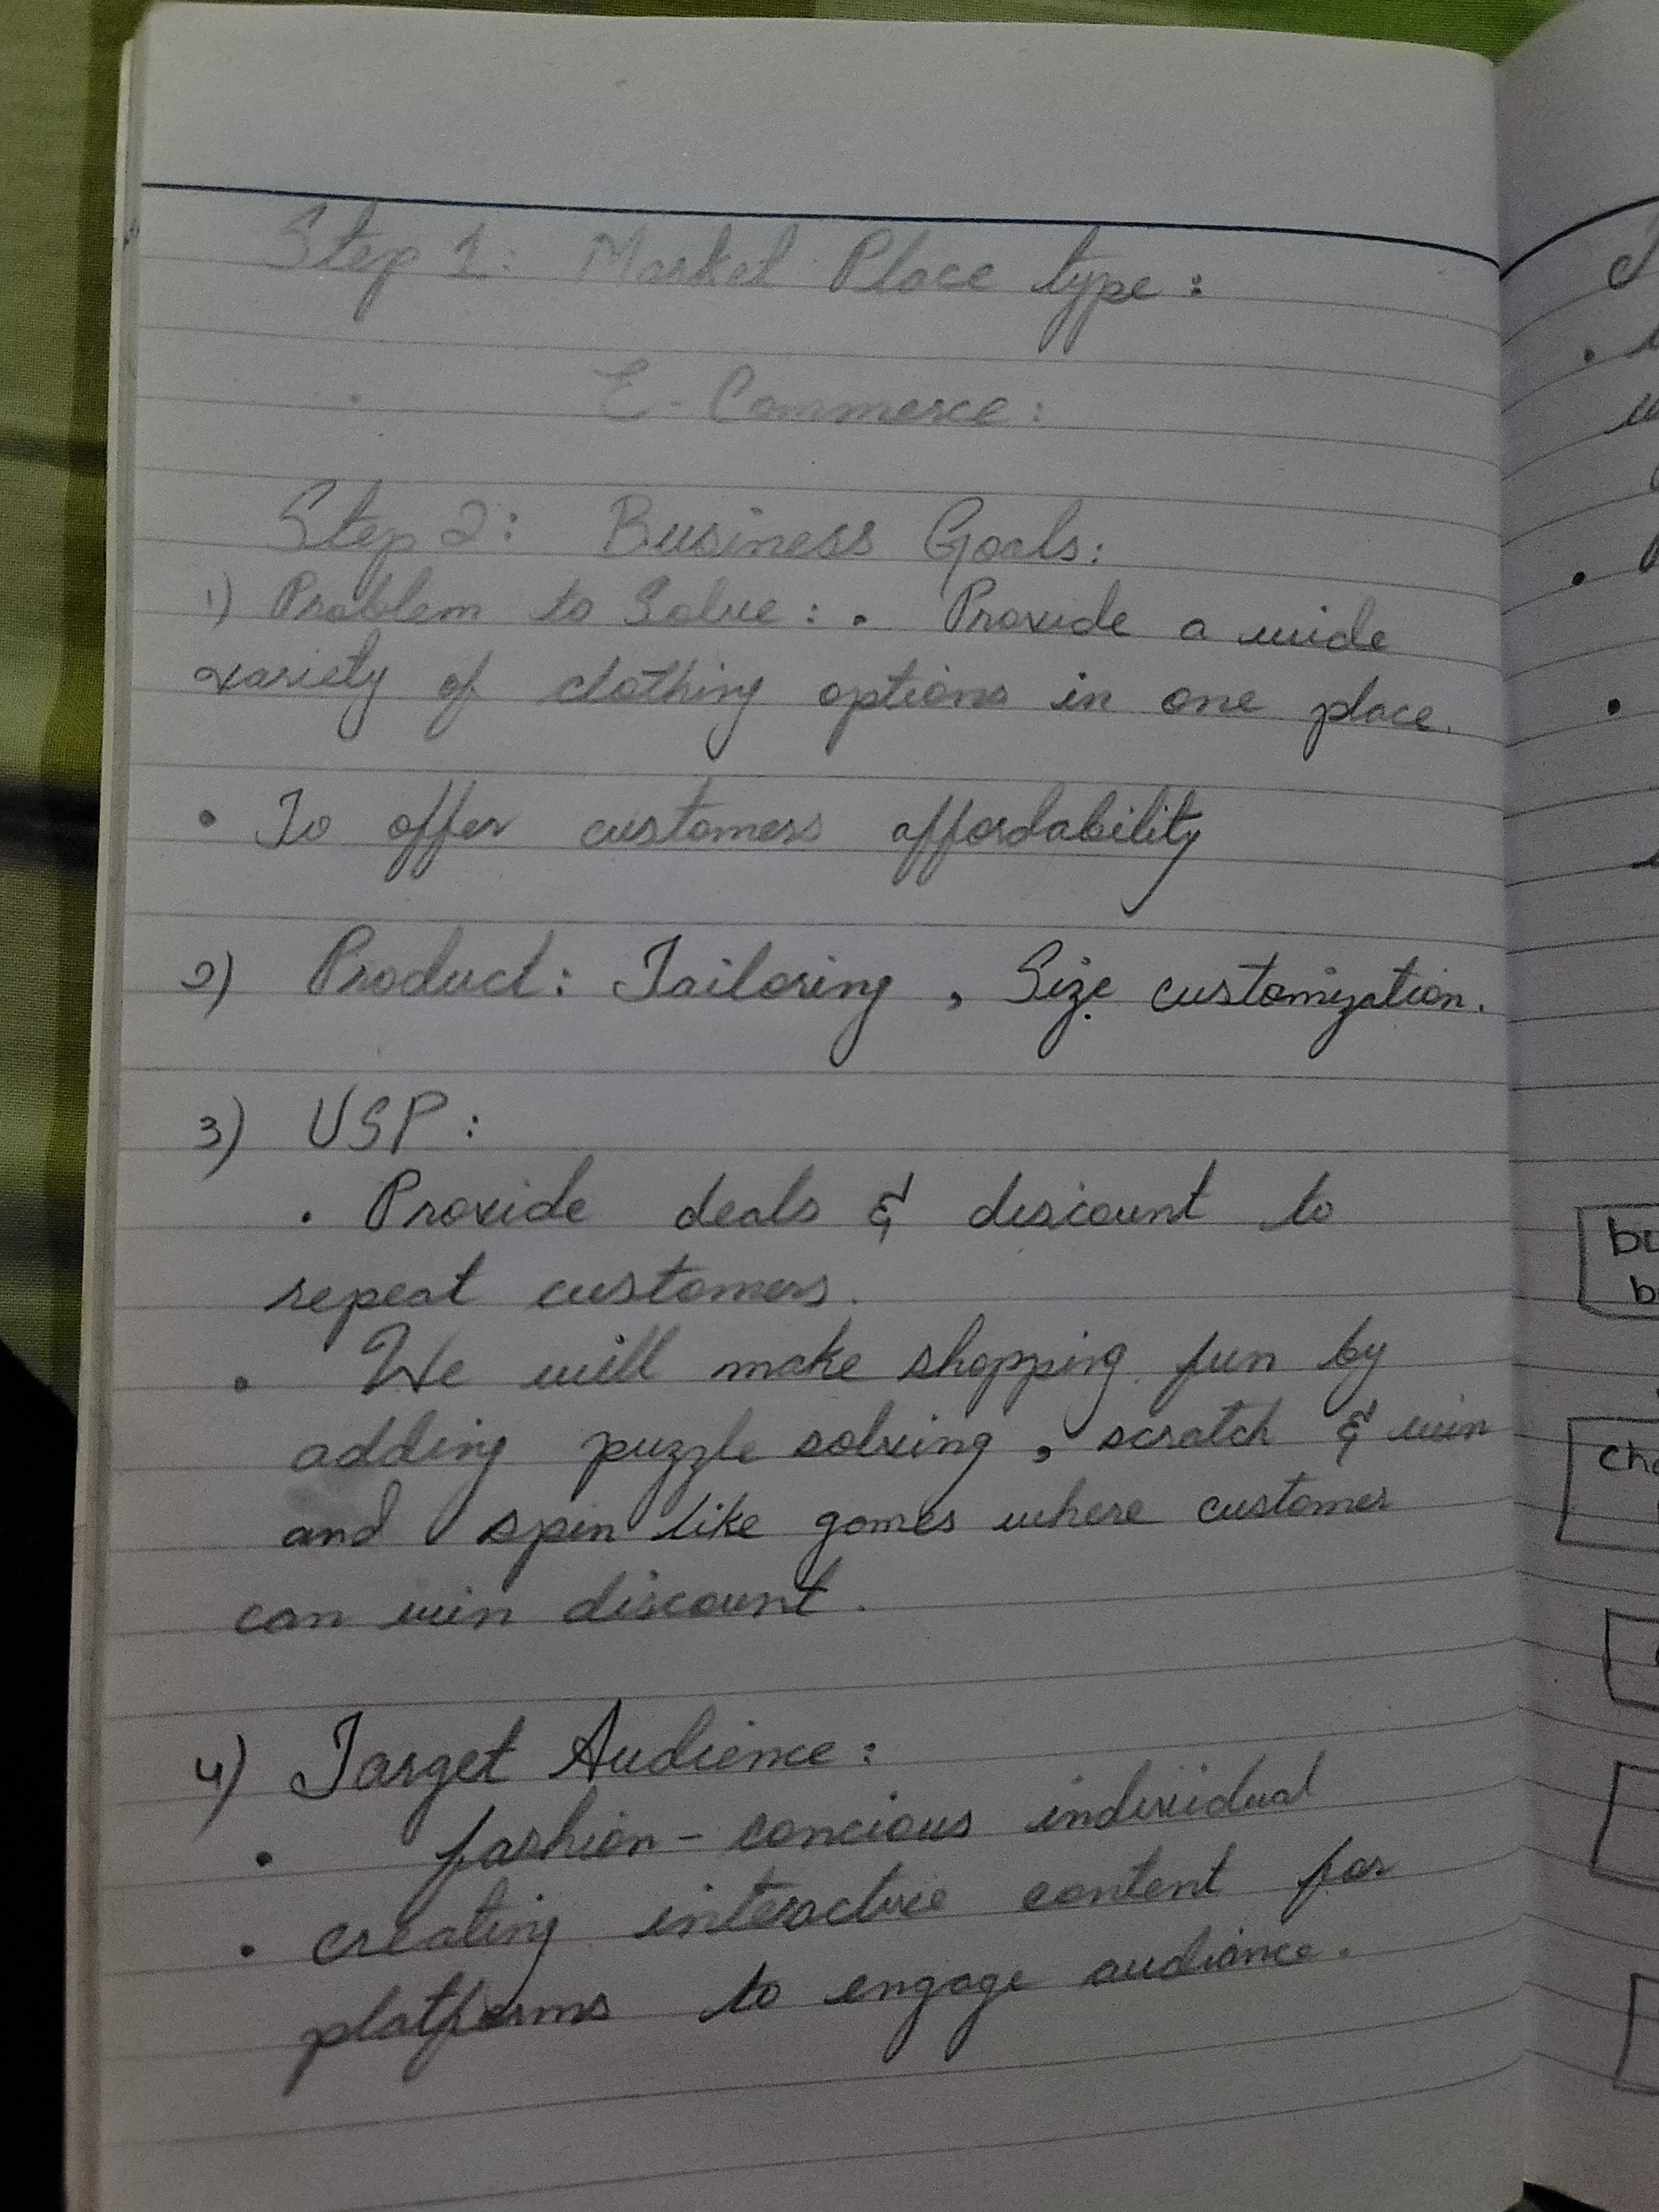 Step 1: Market Place type:
E-Commerce:
Step 2: Business Goals:
1) Problem to Solve: • Provide a wide
variety of clothing options in one place.
• To offer customers affordability
2) Product: Tailoring, Size customization.
3) USP:
• Provide deals & discount to
repeat customers.
• We will make shopping fun by
adding puzzle solving, scratch & win
and spin like games where customer
can win discount.
4) Target Audience:
• fashion-concious individual
• creating interactive content for
platforms to engage audiance.